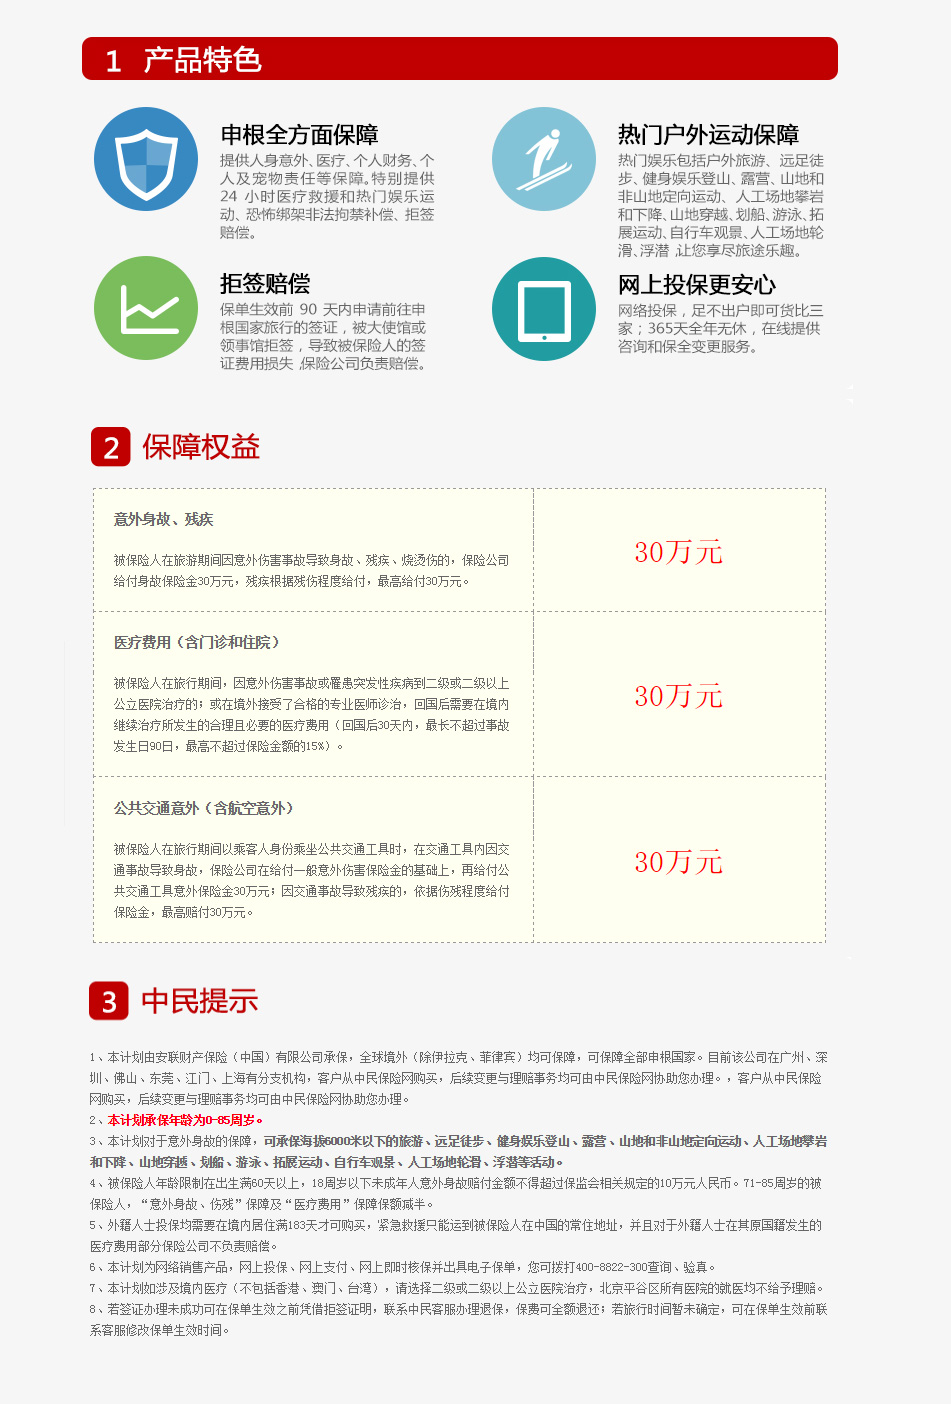 1 产品特色
申根全方面保障
提供人身意外、医疗、个人财务、个
人及宠物责任等保障。特别提供
24 小时医疗救援和热门娱乐运
动、恐怖绑架非法拘禁补偿、拒签
赔偿。
热门户外运动保障
热门娱乐包括户外旅游、远足徒
步、健身娱乐登山、露营、山地和
非山地定向运动、人工场地攀岩
和下降、山地穿越、划船、游泳、拓
展运动、自行车观景、人工场地轮
滑、浮潜 ,让您享尽旅途乐趣。
拒签赔偿
保单生效前 90 天内申请前往申
根国家旅行的签证，被大使馆或
领事馆拒签，导致被保险人的签
证费用损失 ,保险公司负责赔偿。
网上投保更安心
网络投保，足不出户即可货比三
家；365天全年无休，在线提供
咨询和保全变更服务。
2 保障权益
意外身故、残疾
被保险人在旅游期间因意外伤害事故导致身故、残疾、烧烫伤的，保险公司
给付身故保险金30万元，残疾根据残伤程度给付，最高给付30万元。
30万元
医疗费用（含门诊和住院）
被保险人在旅行期间，因意外伤害事故或罹患突发性疾病到二级或二级以上
公立医院治疗的；或在境外接受了合格的专业医师诊治，回国后需要在境内
继续治疗所发生的合理且必要的医疗费用（回国后30天内，最长不超过事故
发生日90日，最高不超过保险金额的15%）。
30万元
公共交通意外（含航空意外）
被保险人在旅行期间以乘客人身份乘坐公共交通工具时，在交通工具内因交
通事故导致身故，保险公司在给付一般意外伤害保险金的基础上，再给付公
共交通工具意外保险金30万元；因交通事故导致残疾的，依据伤残程度给付
保险金，最高赔付30万元。
30万元
3 中民提示
1、本计划由安联财产保险（中国）有限公司承保，全球境外（除伊拉克、菲律宾）均可保障，可保障全部申根国家。目前该公司在广州、深
圳、佛山、东莞、江门、上海有分支机构，客户从中民保险网购买，后续变更与理赔事务均可由中民保险网协助您办理。，客户从中民保险
网购买，后续变更与理赔事务均可由中民保险网协助您办理。
2、本计划承保年龄为0-85周岁。
3、本计划对于意外身故的保障，可承保海拔6000米以下的旅游、远足徒步、健身娱乐登山、露营、山地和非山地定向运动、人工场地攀岩
和下降、山地穿越、划船、游泳、拓展运动、自行车观景、人工场地轮滑、浮潜等活动。
4、被保险人年龄限制在出生满60天以上，18周岁以下未成年人意外身故赔付金额不得超过保监会相关规定的10万元人民币。71-85周岁的被
保险人，“意外身故、伤残”保障及“医疗费用”保障保额减半。
5、外籍人士投保均需要在境内居住满183天才可购买，紧急救援只能运到被保险人在中国的常住地址，并且对于外籍人士在其原国籍发生的
医疗费用部分保险公司不负责赔偿。
6、本计划为网络销售产品，网上投保、网上支付、网上即时核保并出具电子保单，您可拨打400-8822-300查询、验真。
7、本计划如涉及境内医疗（不包括香港、澳门、台湾），请选择二级或二级以上公立医院治疗，北京平谷区所有医院的就医均不给予理赔。
8、若签证办理未成功可在保单生效之前凭借拒签证明，联系中民客服办理退保，保费可全额退还；若旅行时间暂未确定，可在保单生效前联
系客服修改保单生效时间。